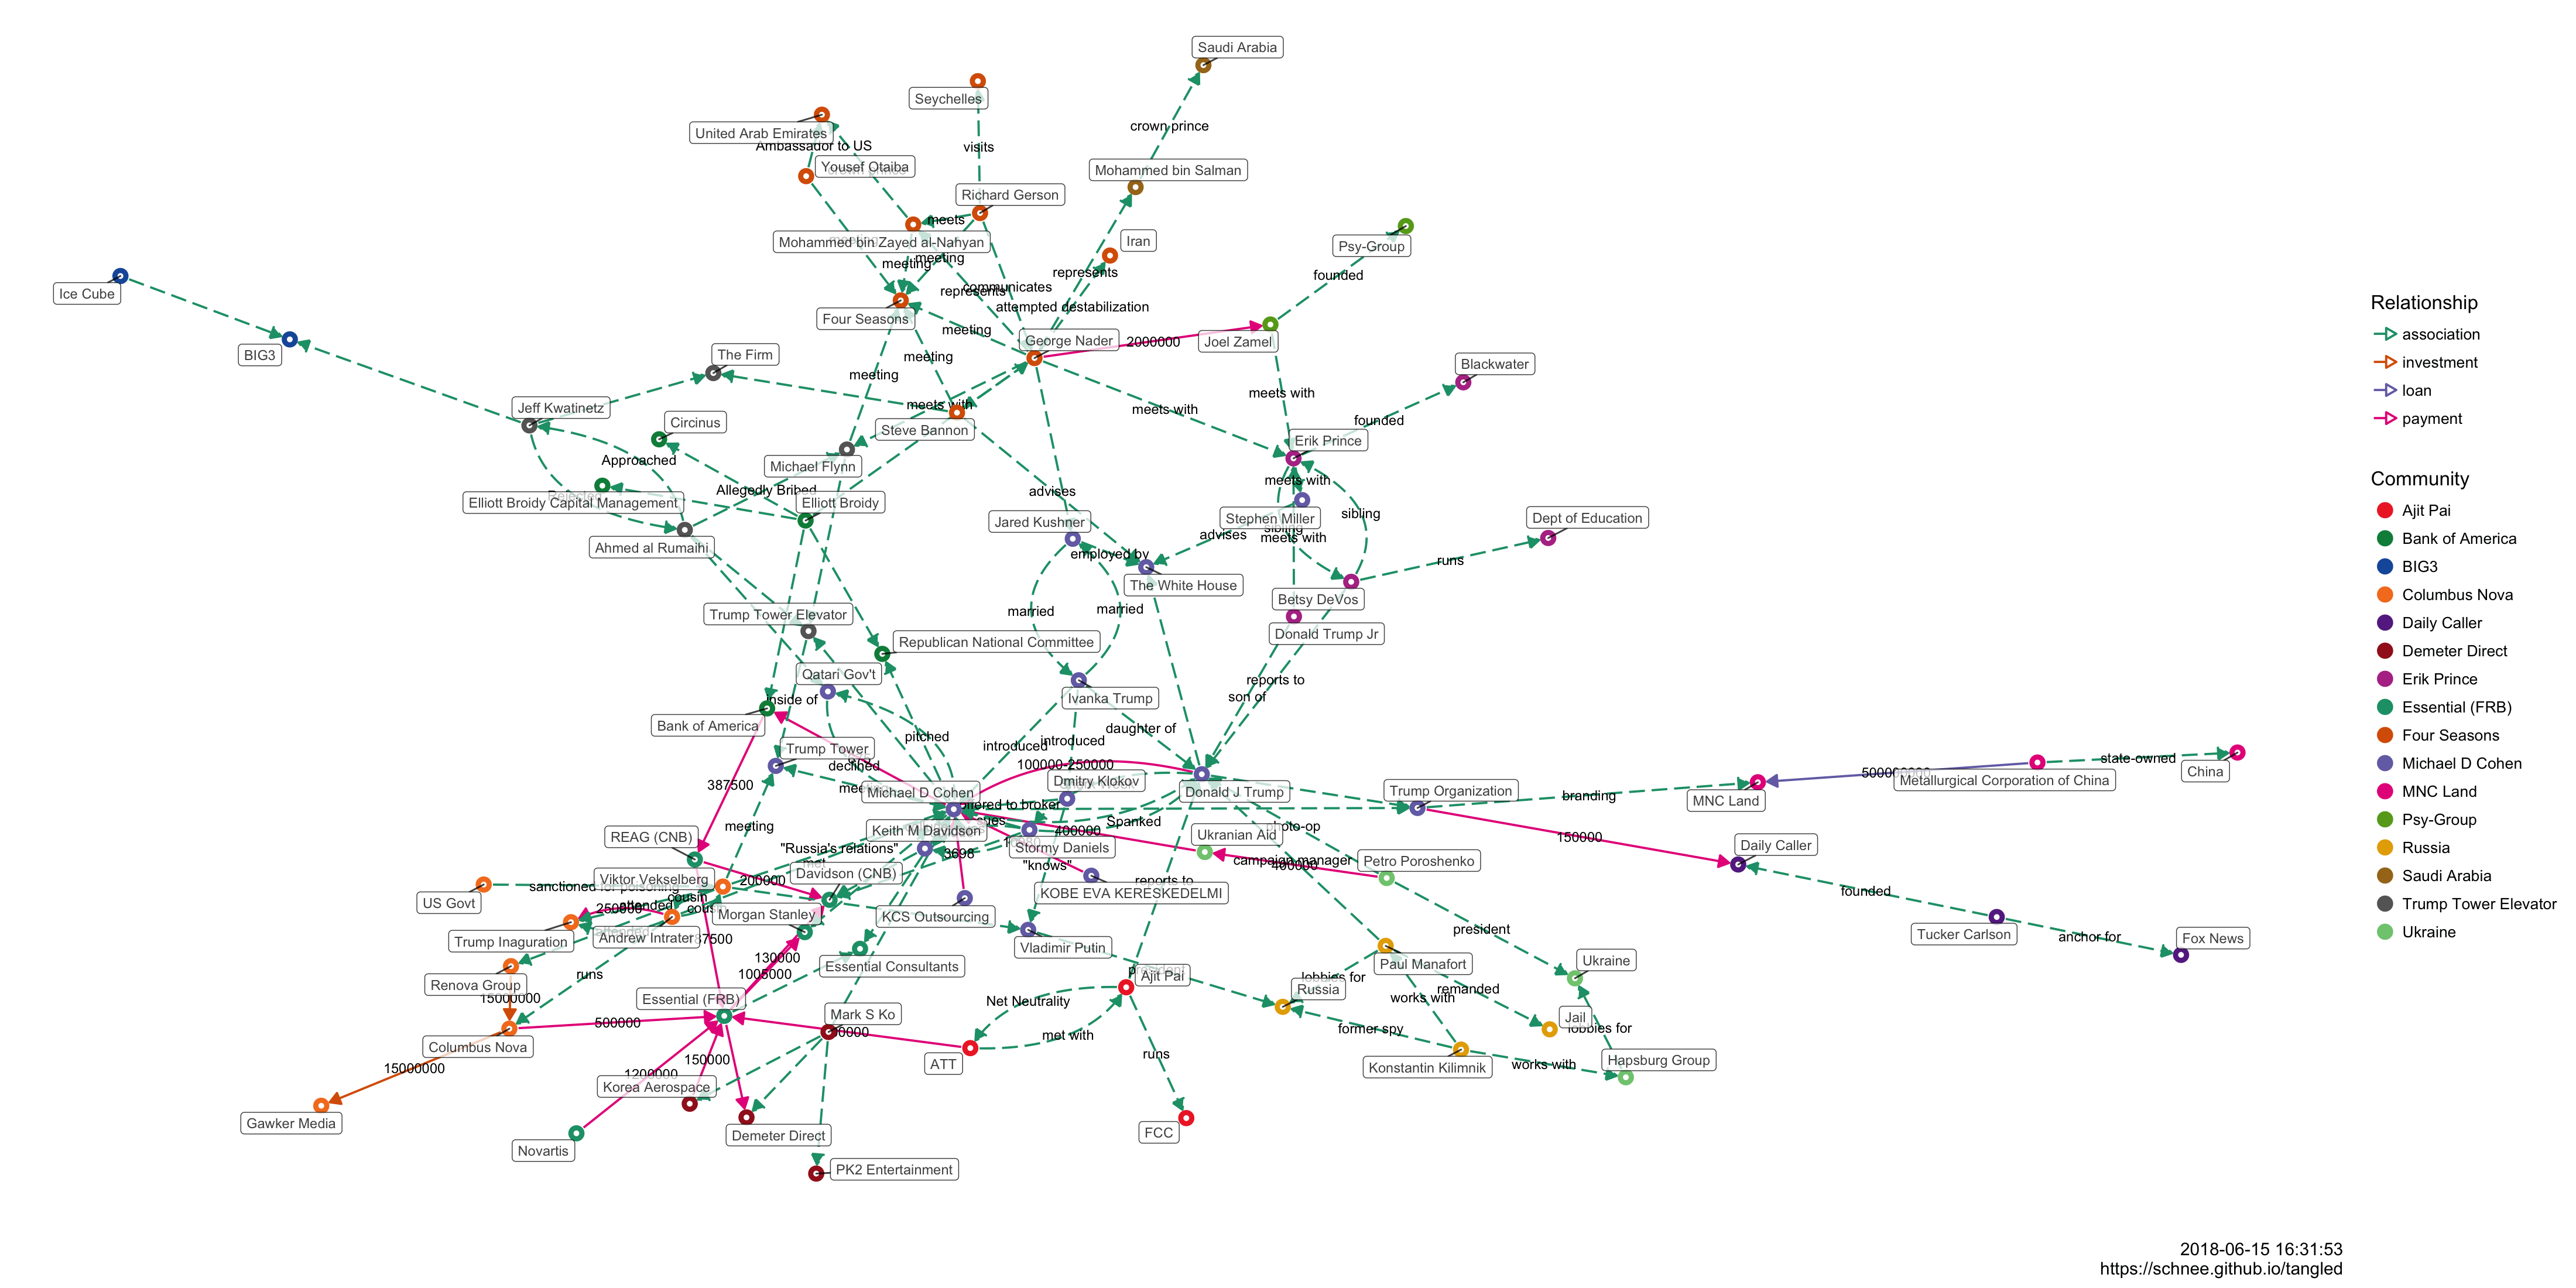 Saudi Arabia
Seychelles
United Arab Emirates
Ambassador to US
crown prince
visits
Yousef Otaiba
Mohammed bin Salman
Richard Gerson
meets
Mohammed bin Zayed al-Nahyan
Iran
Psy-Group
meeting
meeting
represents
founded
Ice Cube
represents
communicates
attempted destabilization
Four Seasons
meeting
George Nader
2000000
Joel Zamel
BIG3
The Firm
meeting
meeting
Blackwater
meets with
meets with
meets with
Jeff Kwatinetz
Circinus
Steve Bannon
founded
Erik Prince
Approached
Michael Flynn
meets with
Allegedly Bribed
advises
Rejected
Elliott Broidy Capital Management
Elliott Broidy
Jared Kushner
Stephen Miller
sibling
Dept of Education
sibling
meets with
advises
Ahmed al Rumaihi
employed by
runs
The White House
Betsy DeVos
married
married
Trump Tower Elevator
Donald Trump Jr
Republican National Committee
Qatari Gov't
reports to
son of
inside of
Ivanka Trump
Bank of America
daughter of
pitched
introduced
introduced
Trump Tower
declined
100000-250000
state-owned
China
500000000
Metallurgical Corporation of China
387500
Dmitry Klokov
Michael D Cohen
Donald J Trump
Trump Organization
branding
MNC Land
offered to broker
Spanked
400000
meeting
REAG (CNB)
Keith M Davidson
Ukranian Aid
photo-op
150000
"Russia's relations"
Stormy Daniels
3698
Daily Caller
"knows"
campaign manager
400000
Petro Poroshenko
Viktor Vekselberg
200000
Davidson (CNB)
reports to
KOBE EVA KERESKEDELMI
sanctioned
cousin
founded
US Govt
250000
attended
Morgan Stanley
KCS Outsourcing
Trump Inaguration
Andrew Intrater
president
Tucker Carlson
anchor for
Fox News
Vladimir Putin
130000
1005000
Essential Consultants
runs
Renova Group
15000000
president
Ajit Pai
lobbies for
Paul Manafort
Ukraine
Russia
remanded
works with
Essential (FRB)
Net Neutrality
500000
Mark S Ko
met with
former spy
Jail
lobbies for
Columbus Nova
ATT
runs
Konstantin Kilimnik
works with
Hapsburg Group
15000000
150000
1200000
Korea Aerospace
Gawker Media
Novartis
Demeter Direct
FCC
PK2 Entertainment
Relationship
association
investment
loan
payment
Community
Ajit Pai
Bank of America
BIG3
Columbus Nova
Daily Caller
Demeter Direct
Erik Prince
Essential (FRB)
Four Seasons
Michael D Cohen
MNC Land
Psy-Group
Russia
Saudi Arabia
Trump Tower Elevator
Ukraine
2018-06-15 16:31:53
https://schnee.github.io/tangled